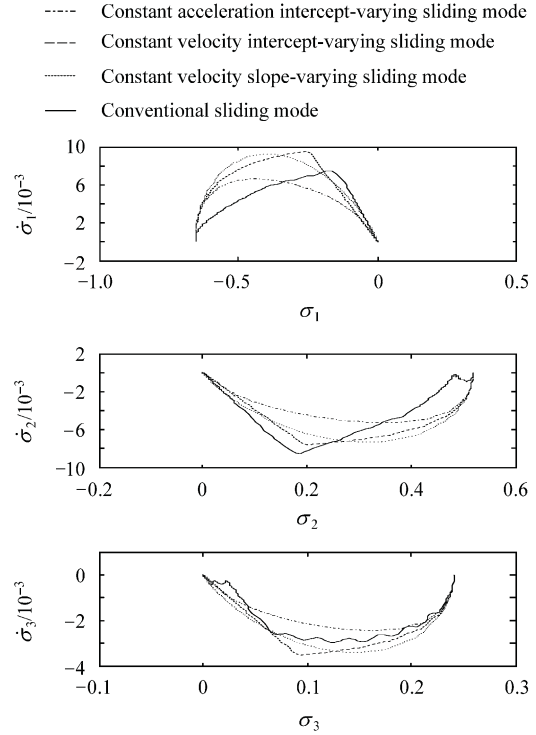 Constant acceleration intercept-varying sliding mode
Constant velocity intercept-varying sliding mode
Constant velocity slope-varying sliding mode
Conventional sliding mode
10
6
2
−2
σ̇₁/10⁻³
−1.0 −0.5 0 0.5
σ₁
2
−2
−6
−10
σ̇₂/10⁻³
−0.2 0 0.2 0.4 0.6
σ₂
0
−2
−4
σ̇₃/10⁻³
−0.1 0 0.1 0.2 0.3
σ₃